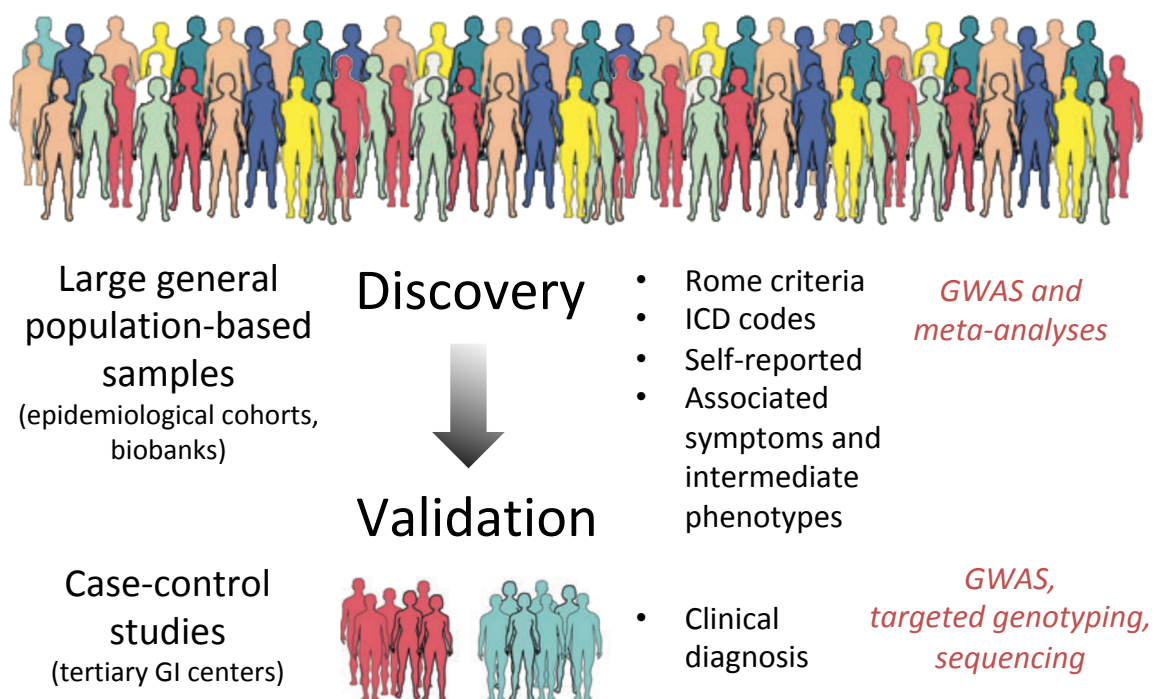 Large general
population-based
samples
(epidemiological cohorts,
biobanks)
Discovery
• Rome criteria
• ICD codes
• Self-reported
• Associated
symptoms and
intermediate
phenotypes
GWAS and
meta-analyses
Validation
Case-control
studies
(tertiary GI centers)
• Clinical
diagnosis
GWAS,
targeted genotyping,
sequencing